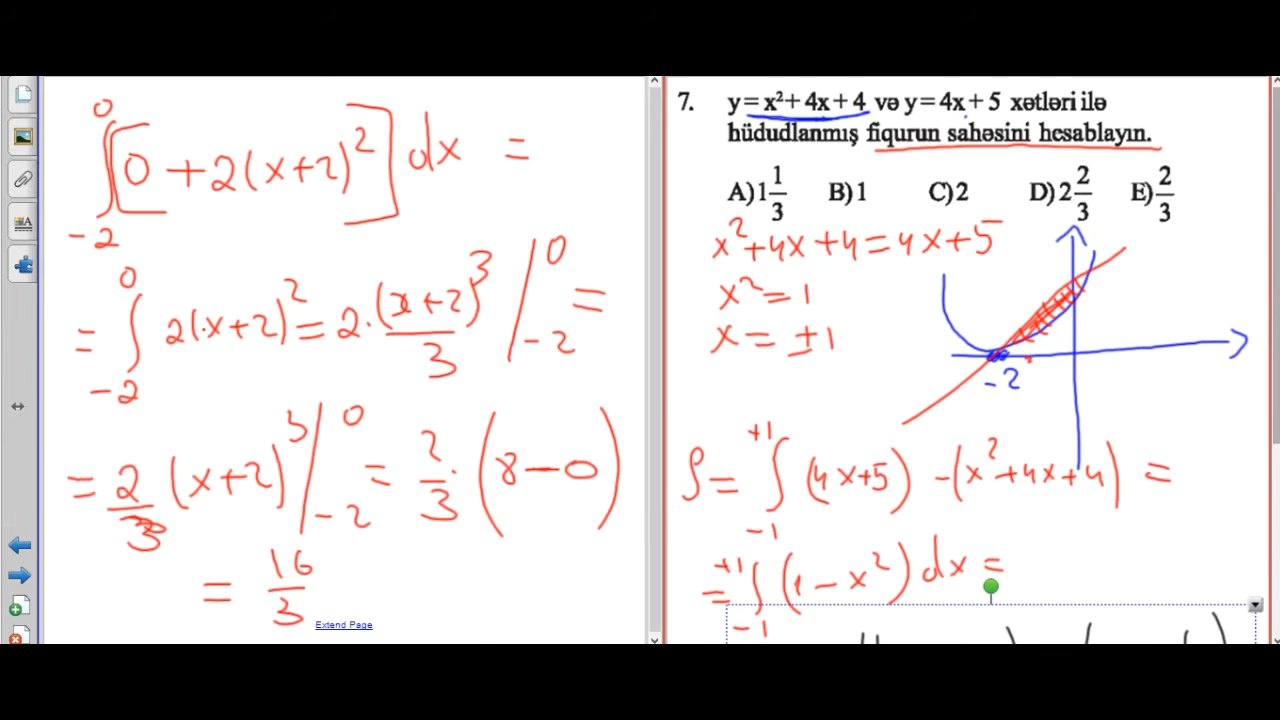 0
∫[0 + 2(x+2)²]dx =
-2
0
= ∫ 2(x+2)² = 2·(x+2)³/3 |⁰₋₂ =
-2
= 2/3 (x+2)³ |⁰₋₂ = 2/3 · (8-0)
= 16/3
Extend Page
7. y = x² + 4x + 4 və y = 4x + 5 xətləri ilə
hüdudlanmış fiqurun sahəsini hesablayın.
A) 1 1/3 B) 1 C) 2 D) 2 2/3 E) 2/3
x²+4x+4=4x+5
x² = 1
x = ±1
-2
+1
S = ∫ (4x+5) -(x²+4x+4) =
-1
+1
= ∫ (1-x²) dx =
-1